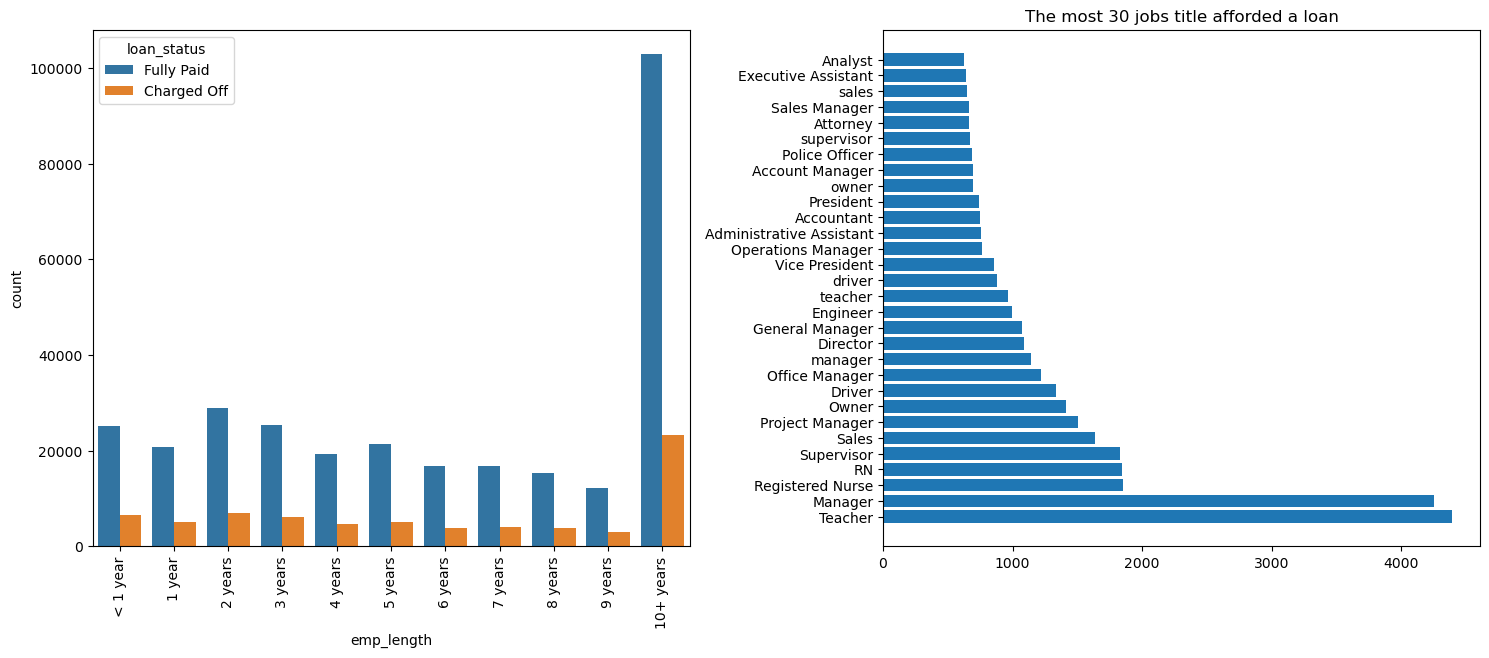 loan_status
Fully Paid
Charged Off
100000
80000
60000
40000
20000
0
count
< 1 year
1 year
2 years
3 years
4 years
5 years
6 years
7 years
8 years
9 years
10+ years
emp_length
The most 30 jobs title afforded a loan
Analyst
Executive Assistant
sales
Sales Manager
Attorney
supervisor
Police Officer
Account Manager
owner
President
Accountant
Administrative Assistant
Operations Manager
Vice President
driver
teacher
Engineer
General Manager
Director
manager
Office Manager
Driver
Owner
Project Manager
Sales
Supervisor
RN
Registered Nurse
Manager
Teacher
0 1000 2000 3000 4000